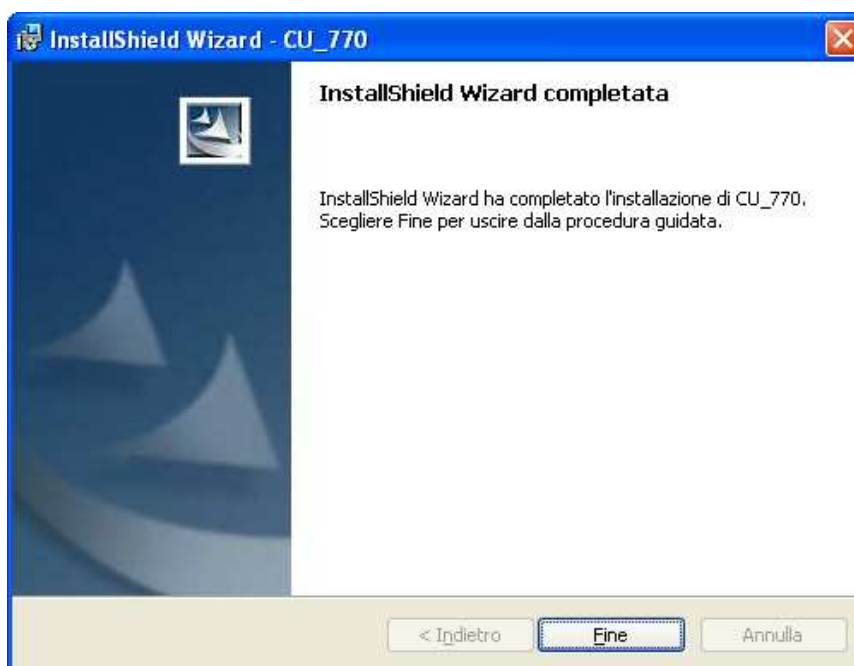 InstallShield Wizard - CU_770
InstallShield Wizard completata
InstallShield Wizard ha completato l'installazione di CU_770.
Scegliere Fine per uscire dalla procedura guidata.
< Indietro
Fine
Annulla